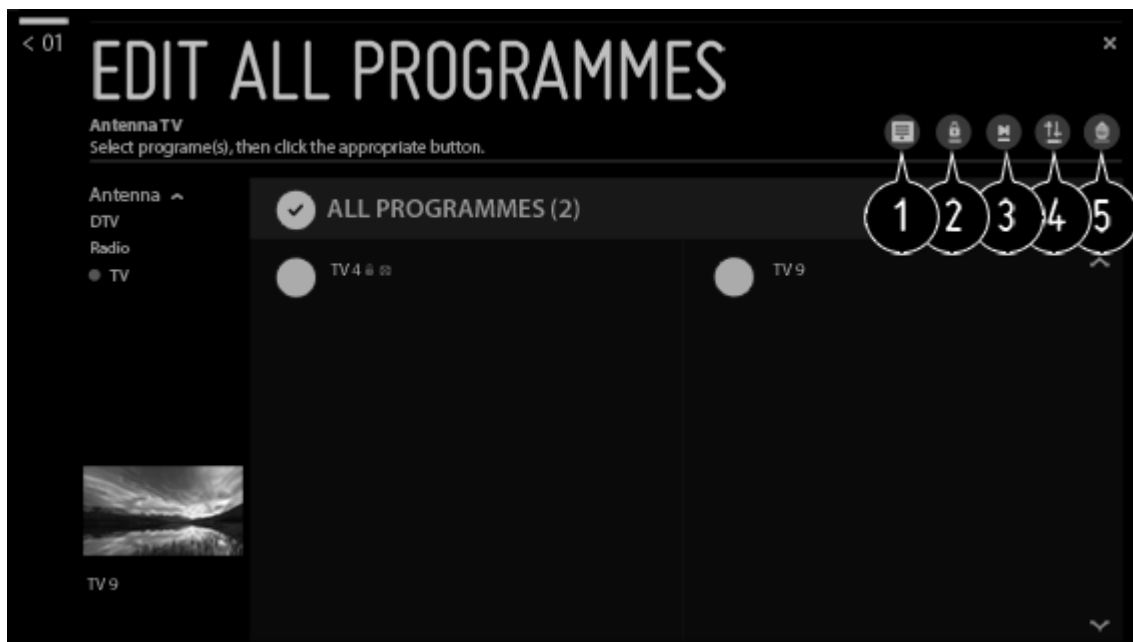 < 01
EDIT ALL PROGRAMMES
Antenna TV
Select programe(s), then click the appropriate button.
1 2 3 4 5
Antenna
DTV
Radio
TV
ALL PROGRAMMES (2)
TV 4
TV 9
TV 9